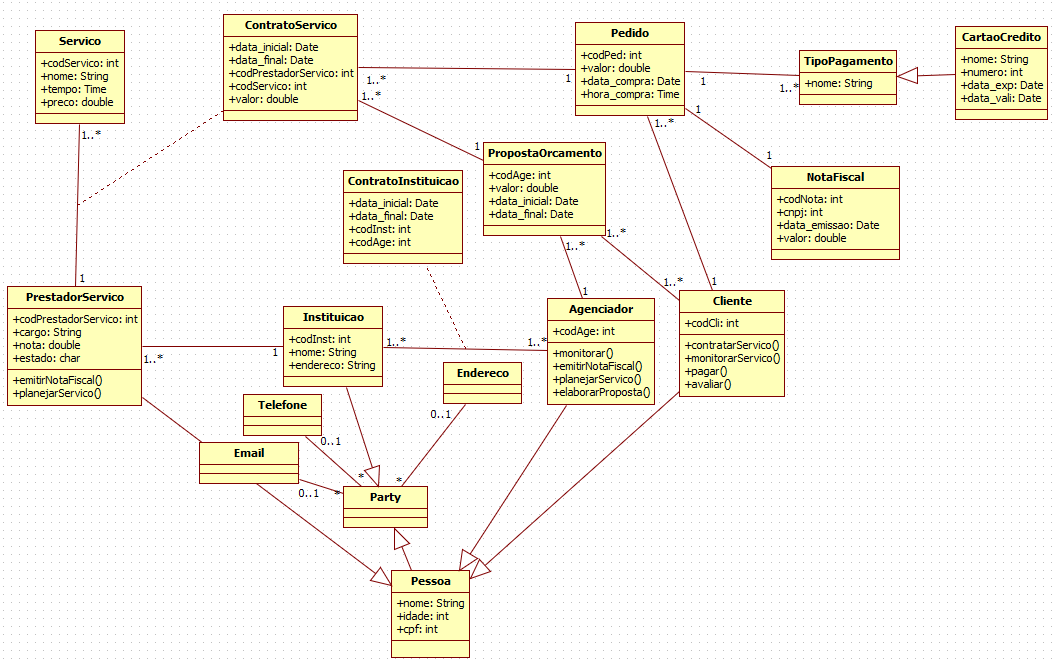 Servico
+codServico: int
+nome: String
+tempo: Time
+preco: double
1..*
ContratoServico
+data_inicial: Date
+data_final: Date
+codPrestadorServico: int
+codServico: int
+valor: double
1..*
1..*
1
Pedido
+codPed: int
+valor: double
+data_compra: Date
+hora_compra: Time
1
1..*
1
1..*
TipoPagamento
+nome: String
CartaoCredito
+nome: String
+numero: int
+data_exp: Date
+data_vali: Date
1
1
NotaFiscal
+codNota: int
+cnpj: int
+data_emissao: Date
+valor: double
PropostaOrcamento
+codAge: int
+valor: double
+data_inicial: Date
+data_final: Date
1..*
1..*
ContratoInstituicao
+data_inicial: Date
+data_final: Date
+codInst: int
+codAge: int
1
PrestadorServico
+codPrestadorServico: int
+cargo: String
+nota: double
+estado: char
+emitirNotaFiscal()
+planejarServico()
1..*
1
Instituicao
+codInst: int
+nome: String
+endereco: String
1..*
1..*
1
Agenciador
+codAge: int
+monitorar()
+emitirNotaFiscal()
+planejarServico()
+elaborarProposta()
1..*
1
Cliente
+codCli: int
+contratarServico()
+monitorarServico()
+pagar()
+avaliar()
Endereco
0..1
*
Telefone
0..1
*
Email
0..1
*
Party
Pessoa
+nome: String
+idade: int
+cpf: int